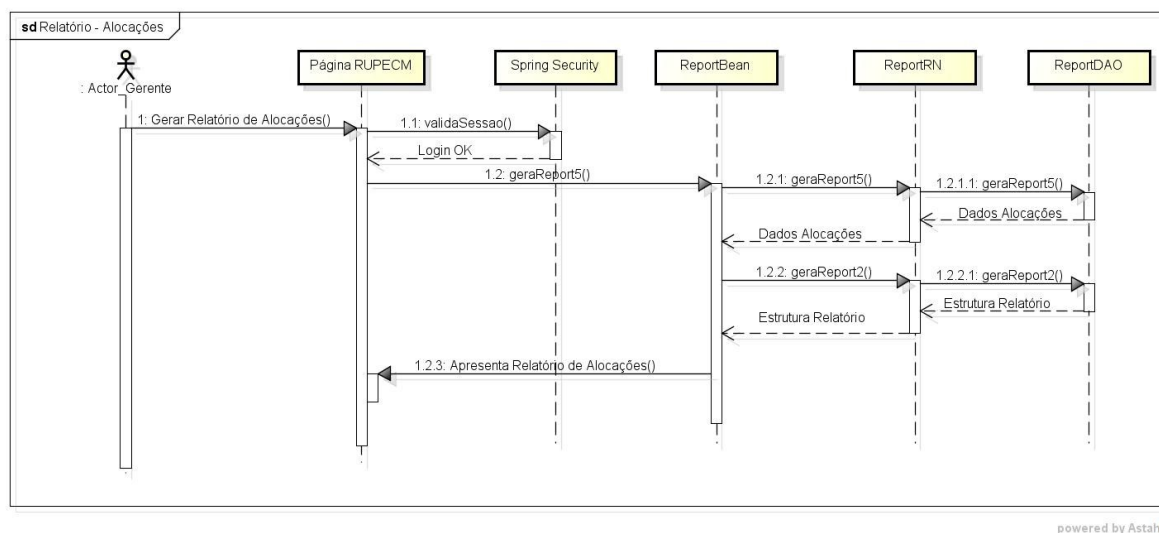 sd Relatório - Alocações
: Actor_Gerente
Página RUPECM
Spring Security
ReportBean
ReportRN
ReportDAO
1: Gerar Relatório de Alocações()
1.1: validaSessao()
Login OK
1.2: geraReport5()
1.2.1: geraReport5()
1.2.1.1: geraReport5()
Dados Alocações
Dados Alocações
1.2.2: geraReport2()
1.2.2.1: geraReport2()
Estrutura Relatório
Estrutura Relatório
1.2.3: Apresenta Relatório de Alocações()
powered by Astah